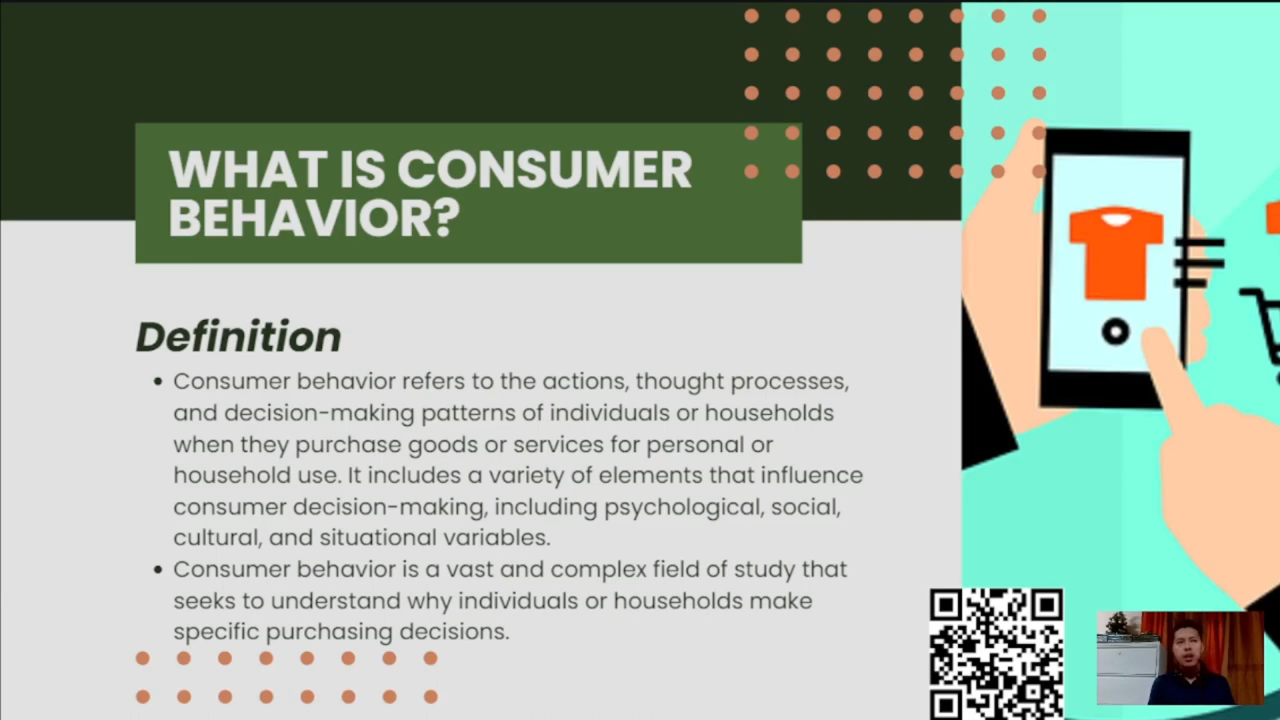 WHAT IS CONSUMER
BEHAVIOR?
Definition
• Consumer behavior refers to the actions, thought processes,
and decision-making patterns of individuals or households
when they purchase goods or services for personal or
household use. It includes a variety of elements that influence
consumer decision-making, including psychological, social,
cultural, and situational variables.
• Consumer behavior is a vast and complex field of study that
seeks to understand why individuals or households make
specific purchasing decisions.